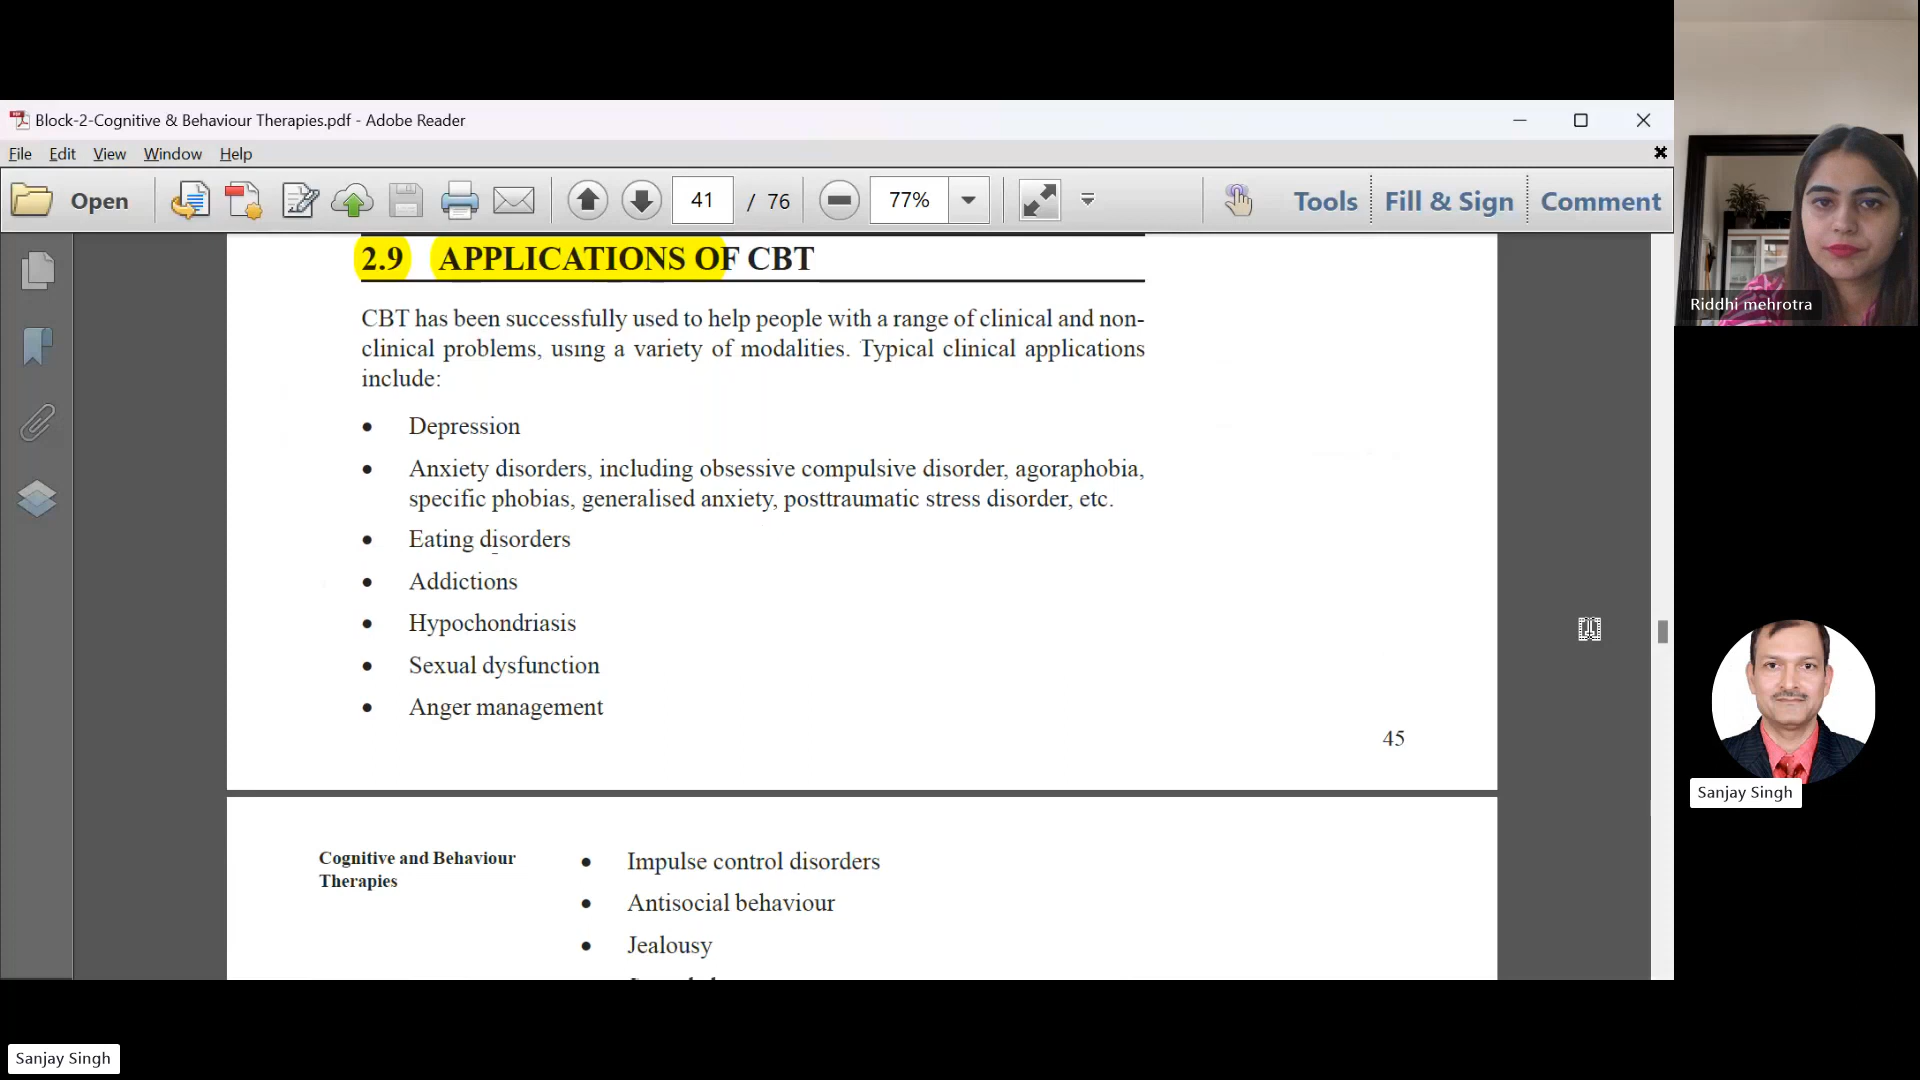 Block-2-Cognitive & Behaviour Therapies.pdf - Adobe Reader
File Edit View Window Help
Open 41 / 76 77% Tools Fill & Sign Comment
2.9 APPLICATIONS OF CBT
CBT has been successfully used to help people with a range of clinical and non-
clinical problems, using a variety of modalities. Typical clinical applications
include:
• Depression
• Anxiety disorders, including obsessive compulsive disorder, agoraphobia,
specific phobias, generalised anxiety, posttraumatic stress disorder, etc.
• Eating disorders
• Addictions
• Hypochondriasis
• Sexual dysfunction
• Anger management
45
Cognitive and Behaviour
Therapies
• Impulse control disorders
• Antisocial behaviour
• Jealousy
Riddhi mehrotra
Sanjay Singh
Sanjay Singh